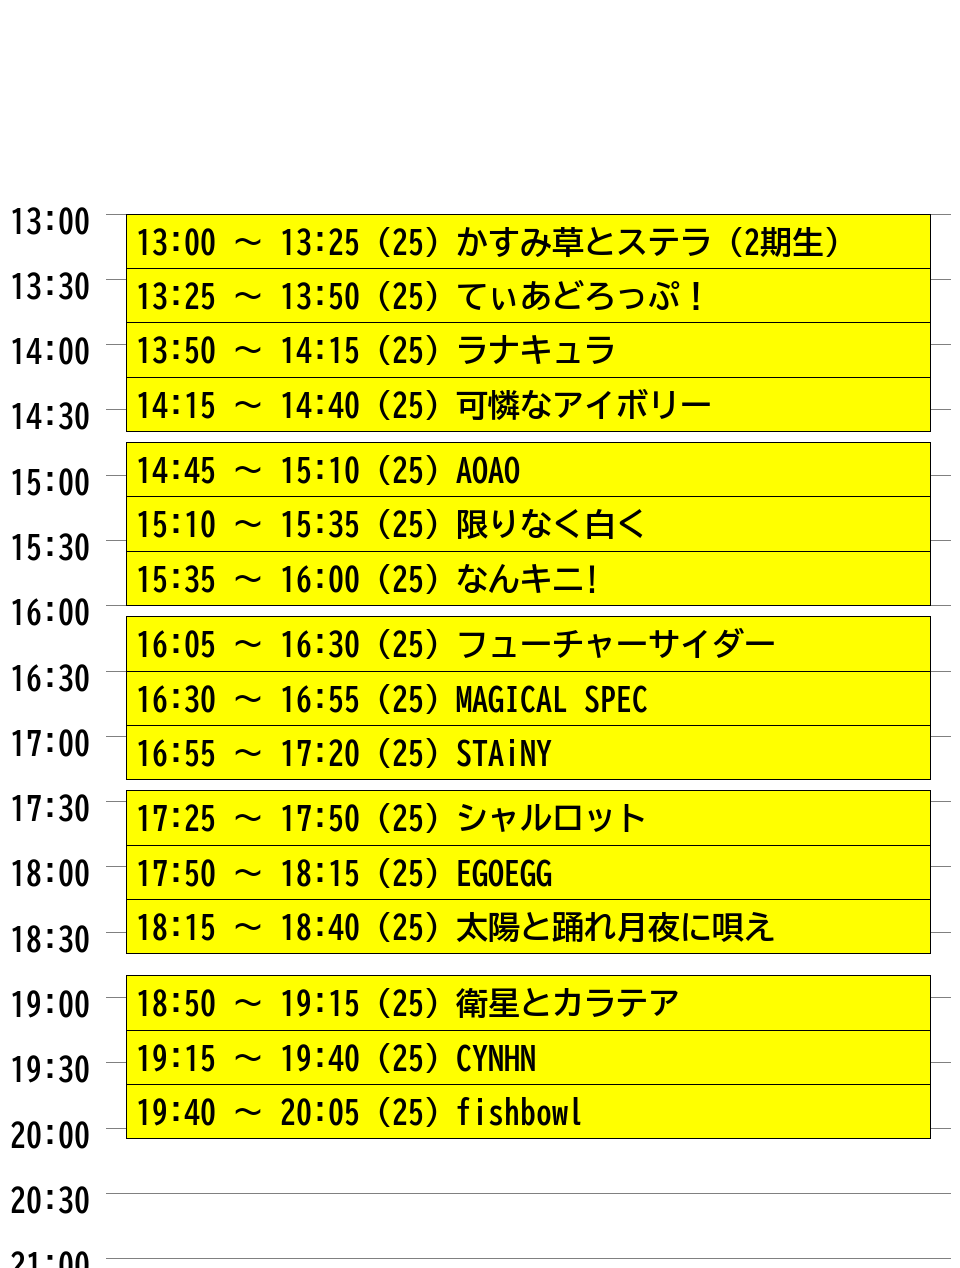 13:00
13:00 ～ 13:25 (25) かすみ草とステラ（2期生）
13:30
13:25 ～ 13:50 (25) てぃあどろっぷ！
14:00
13:50 ～ 14:15 (25) ラナキュラ
14:30
14:15 ～ 14:40 (25) 可憐なアイボリー
15:00
14:45 ～ 15:10 (25) AOAO
15:30
15:10 ～ 15:35 (25) 限りなく白く
15:35 ～ 16:00 (25) なんキニ!
16:00
16:05 ～ 16:30 (25) フューチャーサイダー
16:30
16:30 ～ 16:55 (25) MAGICAL SPEC
17:00
16:55 ～ 17:20 (25) STAiNY
17:30
17:25 ～ 17:50 (25) シャルロット
18:00
17:50 ～ 18:15 (25) EGOEGG
18:30
18:15 ～ 18:40 (25) 太陽と踊れ月夜に唄え
19:00
18:50 ～ 19:15 (25) 衛星とカラテア
19:30
19:15 ～ 19:40 (25) CYNHN
19:40 ～ 20:05 (25) fishbowl
20:00
20:30
21:00